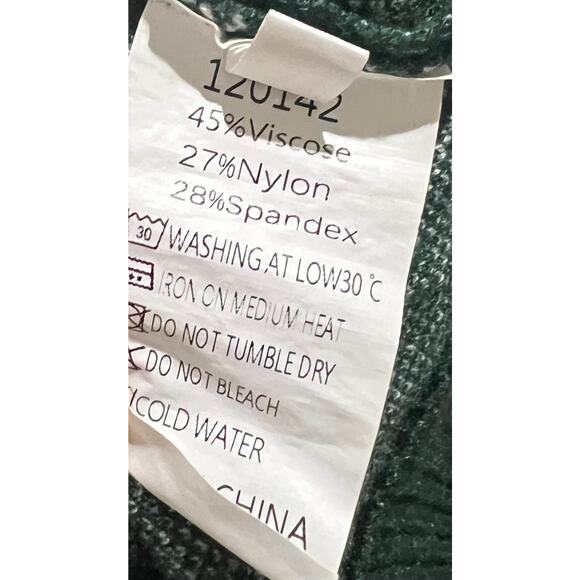 120142
45%Viscose
27%Nylon
28%Spandex
30 WASHING,AT LOW30°C
IRON ON MEDIUM HEAT
DO NOT TUMBLE DRY
DO NOT BLEACH
COLD WATER
CHINA